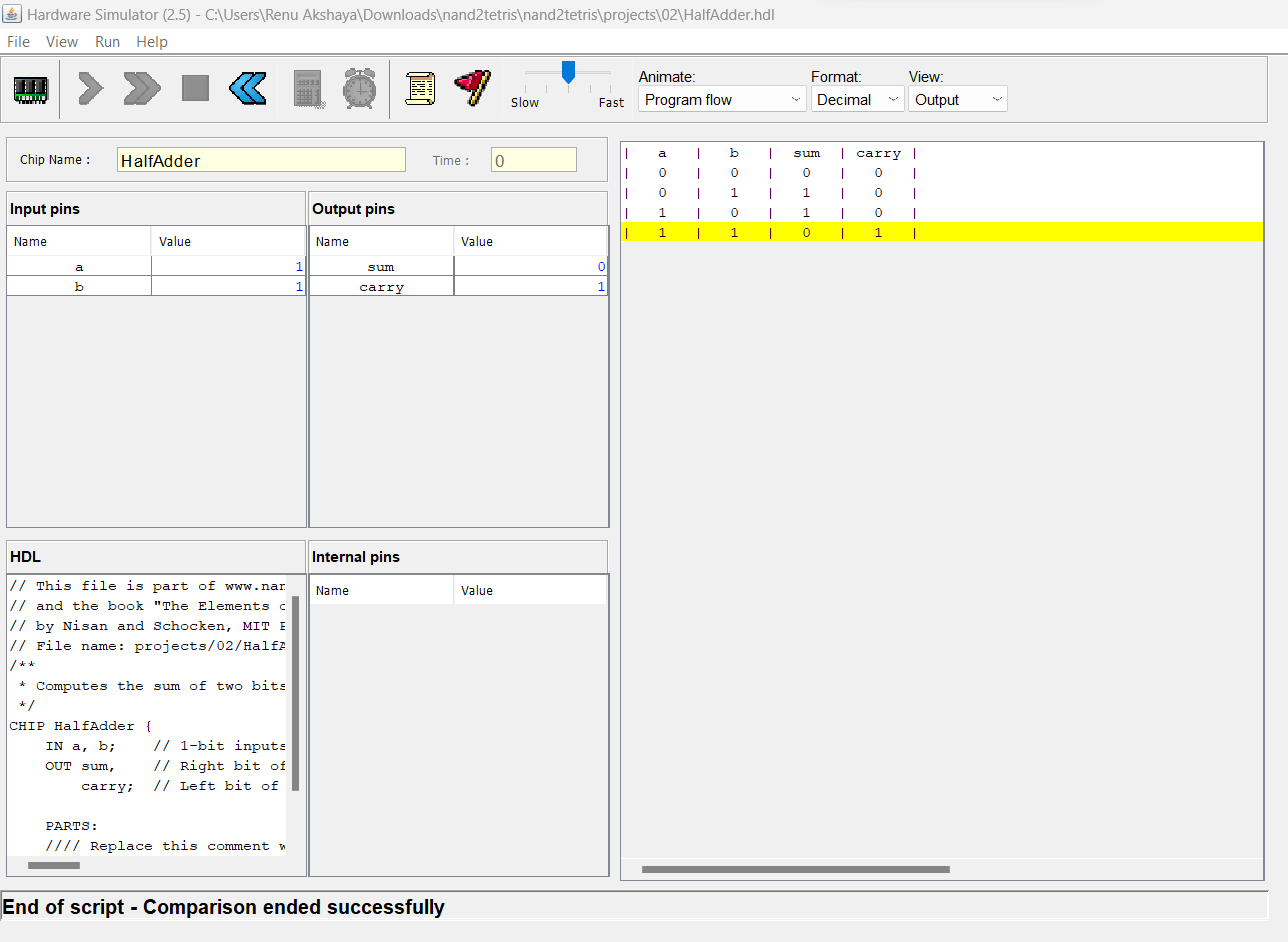 Hardware Simulator (2.5) - C:\Users\Renu Akshaya\Downloads\nand2tetris\nand2tetris\projects\02\HalfAdder.hdl
File View Run Help
Animate: Format: View:
Slow Fast Program flow Decimal Output
Chip Name : HalfAdder Time : 0
Input pins
Name Value
a 1
b 1
Output pins
Name Value
sum 0
carry 1
| a | b | sum | carry |
| 0 | 0 | 0 | 0 |
| 0 | 1 | 1 | 0 |
| 1 | 0 | 1 | 0 |
| 1 | 1 | 0 | 1 |
HDL
// This file is part of www.nan
// and the book "The Elements o
// by Nisan and Schocken, MIT P
// File name: projects/02/HalfA
/**
* Computes the sum of two bits
*/
CHIP HalfAdder {
IN a, b; // 1-bit inputs
OUT sum, // Right bit of
carry; // Left bit of
PARTS:
//// Replace this comment w
Internal pins
Name Value
End of script - Comparison ended successfully